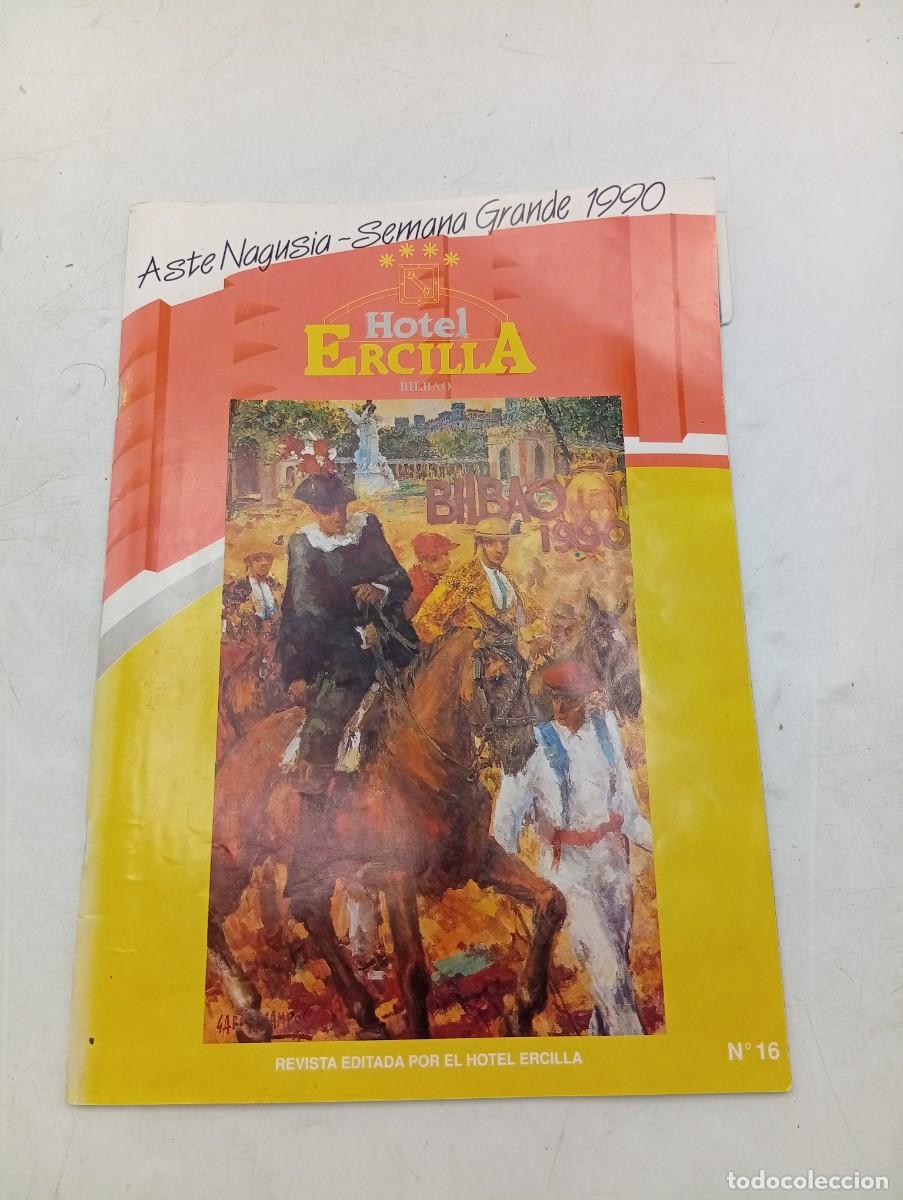 Aste Nagusia - Semana Grande 1990
Hotel
ERCILLA
BILBAO
BILBAO
1990
REVISTA EDITADA POR EL HOTEL ERCILLA
N° 16
todocoleccion